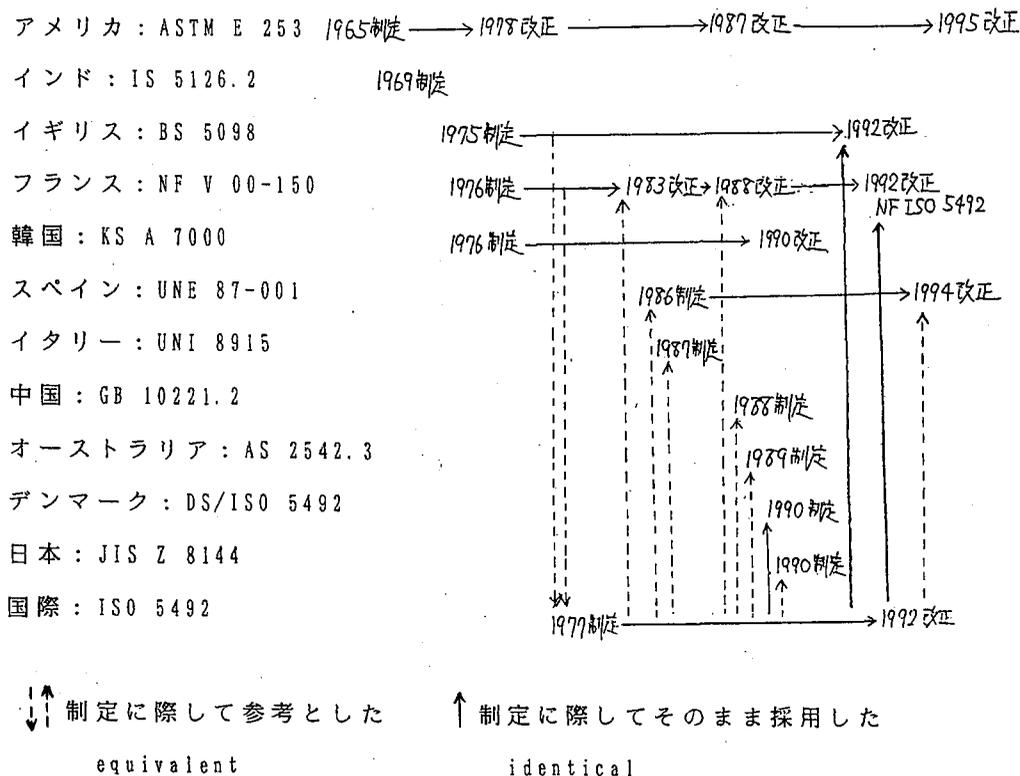 アメリカ：ASTM E 253 1965制定 1978改正 1987改正 1995改正
インド：IS 5126.2 1969制定
イギリス：BS 5098 1975制定 1992改正
フランス：NF V 00-150 1976制定 1983改正 1988改正 1992改正
NF ISO 5492
韓国：KS A 7000 1976制定 1990改正
スペイン：UNE 87-001 1986制定 1994改正
イタリー：UNI 8915 1987制定
中国：GB 10221.2 1988制定
オーストラリア：AS 2542.3 1989制定
デンマーク：DS/ISO 5492 1990制定
日本：JIS Z 8144 1990制定
国際：ISO 5492 1977制定 1992改正
制定に際して参考とした 制定に際してそのまま採用した
equivalent identical